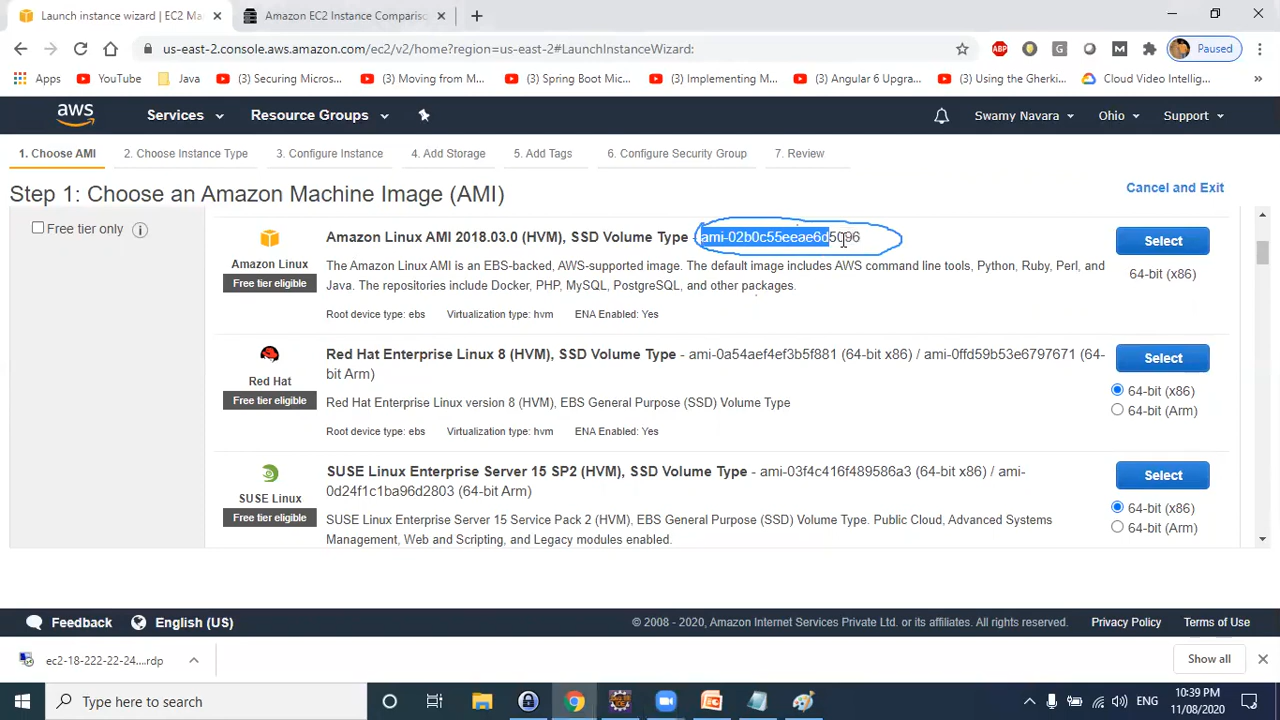 Launch instance wizard | EC2 Ma
Amazon EC2 Instance Comparisc
us-east-2.console.aws.amazon.com/ec2/v2/home?region=us-east-2#LaunchInstanceWizard:
ABP
G
M
Paused
Apps
YouTube
Java
(3) Securing Micros...
(3) Moving from M...
(3) Spring Boot Mic...
(3) Implementing M...
(3) Angular 6 Upgra...
(3) Using the Gherki...
Cloud Video Intellig...
aws
Services
Resource Groups
Swamy Navara
Ohio
Support
1. Choose AMI
2. Choose Instance Type
3. Configure Instance
4. Add Storage
5. Add Tags
6. Configure Security Group
7. Review
Step 1: Choose an Amazon Machine Image (AMI)
Cancel and Exit
Free tier only
Amazon Linux
Free tier eligible
Amazon Linux AMI 2018.03.0 (HVM), SSD Volume Type - ami-02b0c55eeae6d5096
The Amazon Linux AMI is an EBS-backed, AWS-supported image. The default image includes AWS command line tools, Python, Ruby, Perl, and
Java. The repositories include Docker, PHP, MySQL, PostgreSQL, and other packages.
Root device type: ebs Virtualization type: hvm ENA Enabled: Yes
Select
64-bit (x86)
Red Hat
Free tier eligible
Red Hat Enterprise Linux 8 (HVM), SSD Volume Type - ami-0a54aef4ef3b5f881 (64-bit x86) / ami-0ffd59b53e6797671 (64-
bit Arm)
Red Hat Enterprise Linux version 8 (HVM), EBS General Purpose (SSD) Volume Type
Root device type: ebs Virtualization type: hvm ENA Enabled: Yes
Select
64-bit (x86)
64-bit (Arm)
SUSE Linux
Free tier eligible
SUSE Linux Enterprise Server 15 SP2 (HVM), SSD Volume Type - ami-03f4c416f489586a3 (64-bit x86) / ami-
0d24f1c1ba96d2803 (64-bit Arm)
SUSE Linux Enterprise Server 15 Service Pack 2 (HVM), EBS General Purpose (SSD) Volume Type. Public Cloud, Advanced Systems
Management, Web and Scripting, and Legacy modules enabled.
Select
64-bit (x86)
64-bit (Arm)
Feedback
English (US)
© 2008 - 2020, Amazon Internet Services Private Ltd. or its affiliates. All rights reserved.
Privacy Policy
Terms of Use
ec2-18-222-22-24....rdp
Show all
Type here to search
ENG
10:39 PM
11/08/2020